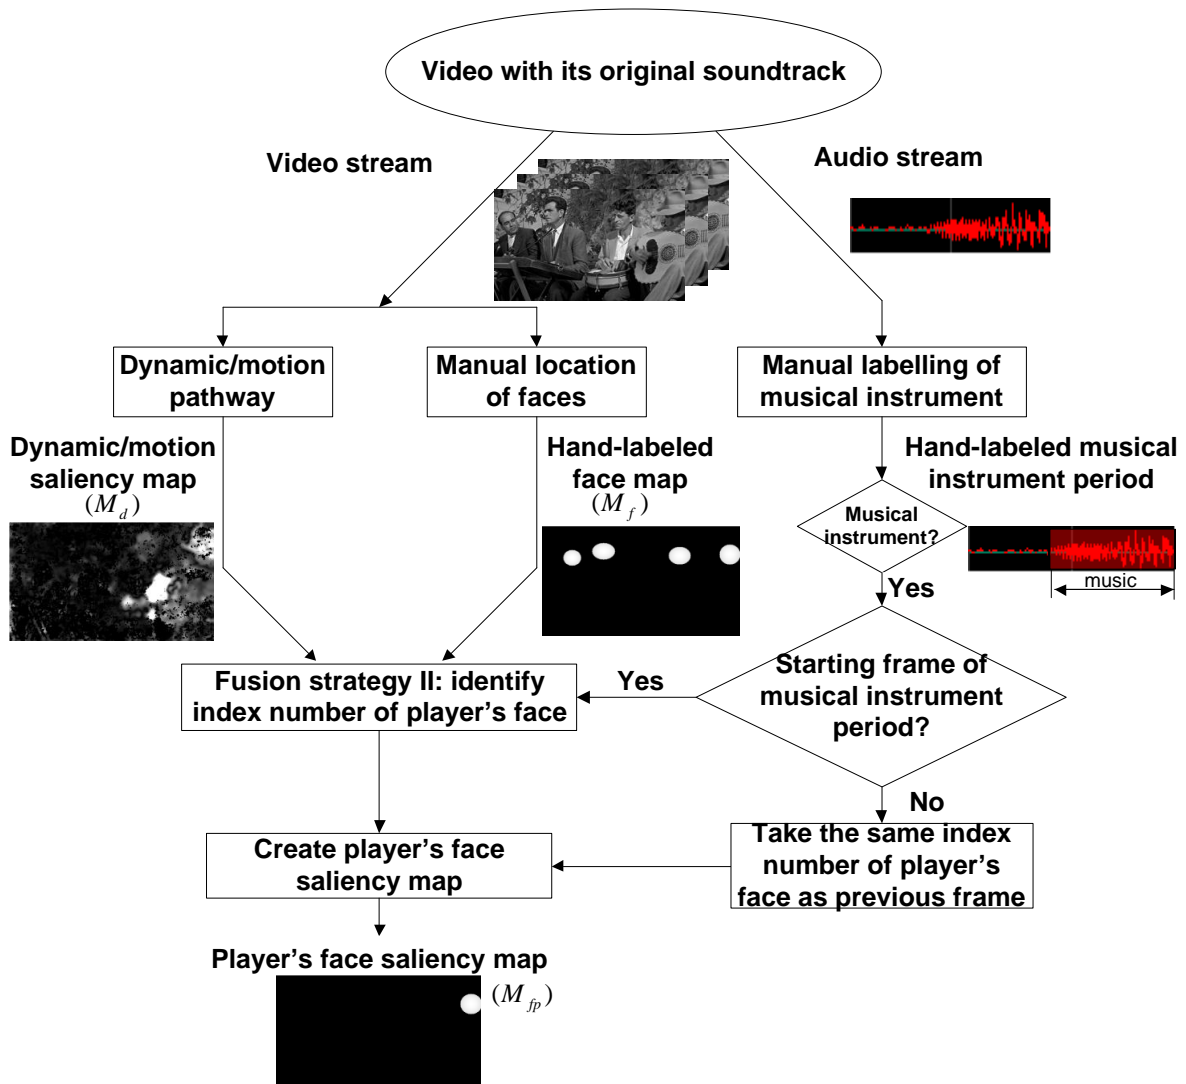 Video with its original soundtrack
Video stream
Audio stream
Dynamic/motion
pathway
Manual location
of faces
Manual labelling of
musical instrument
Dynamic/motion
saliency map
(M_d)
Hand-labeled
face map
(M_f)
Hand-labeled musical
instrument period
Musical
instrument?
music
Yes
Fusion strategy II: identify
index number of player’s face
Yes
Starting frame of
musical instrument
period?
No
Create player’s face
saliency map
Take the same index
number of player’s
face as previous frame
Player’s face saliency map
(M_fp)